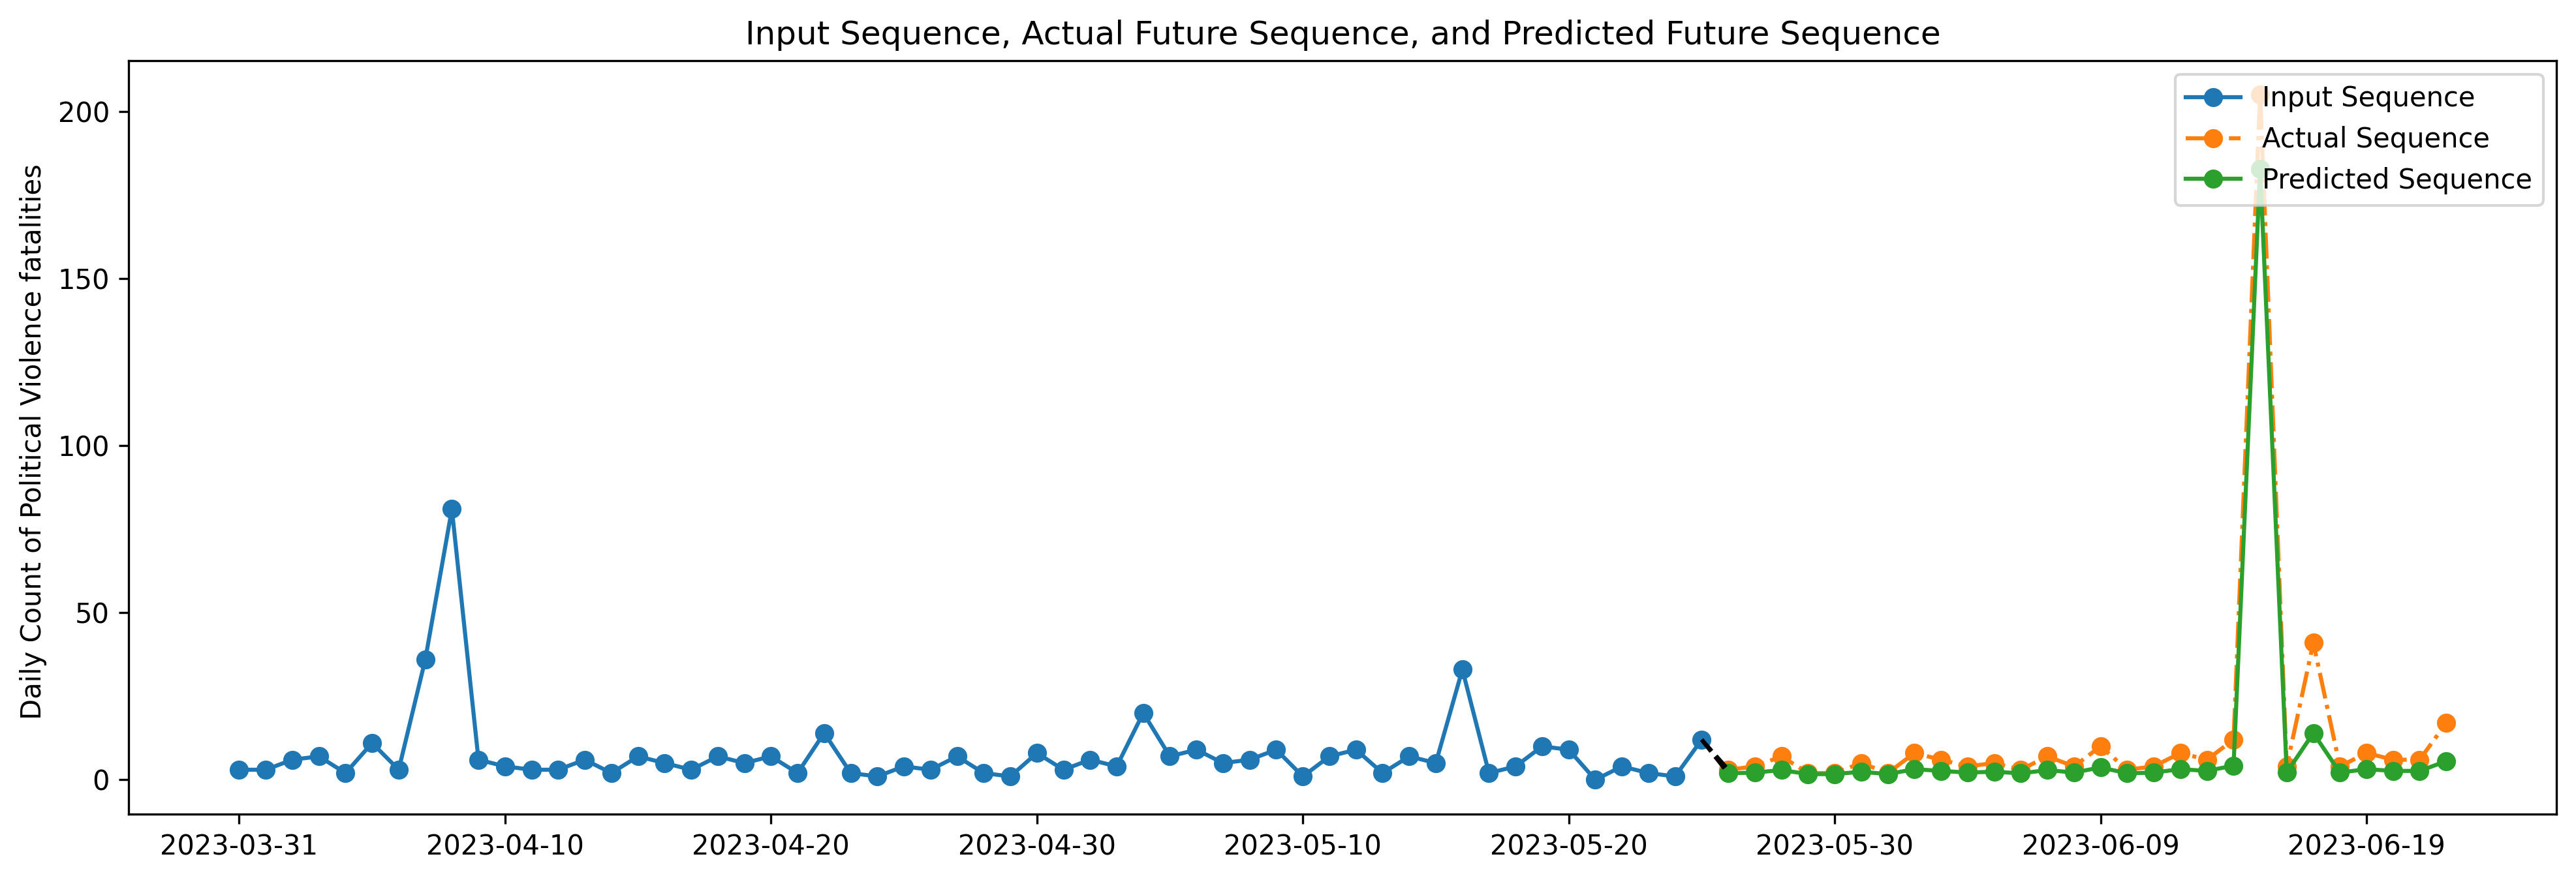 Input Sequence, Actual Future Sequence, and Predicted Future Sequence
Daily Count of Political Violence fatalities
200
150
100
50
0
Input Sequence
Actual Sequence
Predicted Sequence
2023-03-31
2023-04-10
2023-04-20
2023-04-30
2023-05-10
2023-05-20
2023-05-30
2023-06-09
2023-06-19